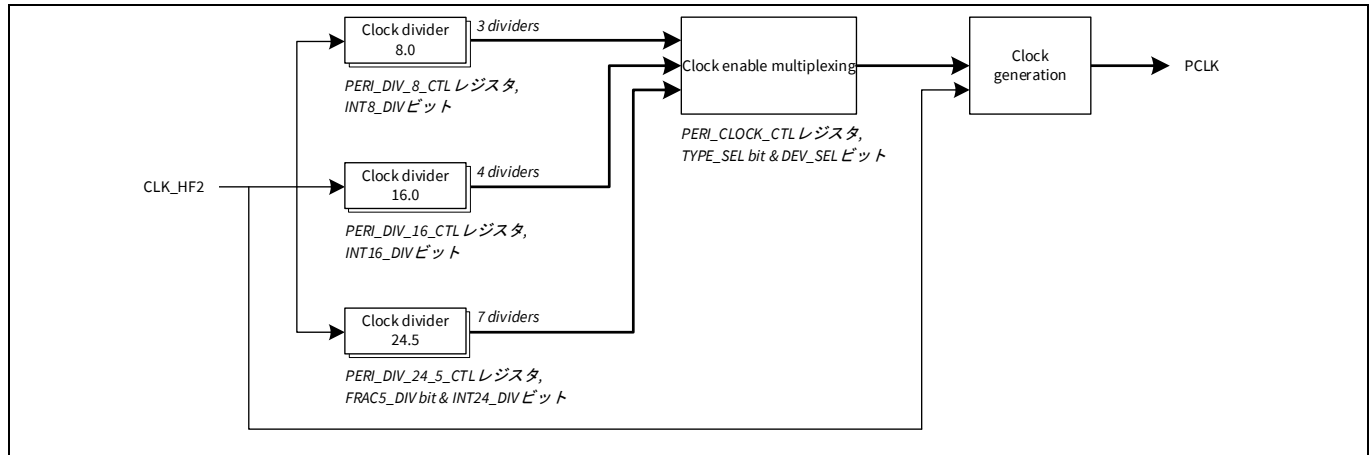 Clock divider
8.0
3 dividers
PERI_DIV_8_CTLレジスタ,
INT8_DIVビット
Clock enable multiplexing
PERI_CLOCK_CTLレジスタ,
TYPE_SEL bit & DEV_SELビット
Clock
generation
PCLK
CLK_HF2
Clock divider
16.0
4 dividers
PERI_DIV_16_CTLレジスタ,
INT16_DIVビット
Clock divider
24.5
7 dividers
PERI_DIV_24_5_CTLレジスタ,
FRAC5_DIV bit & INT24_DIVビット